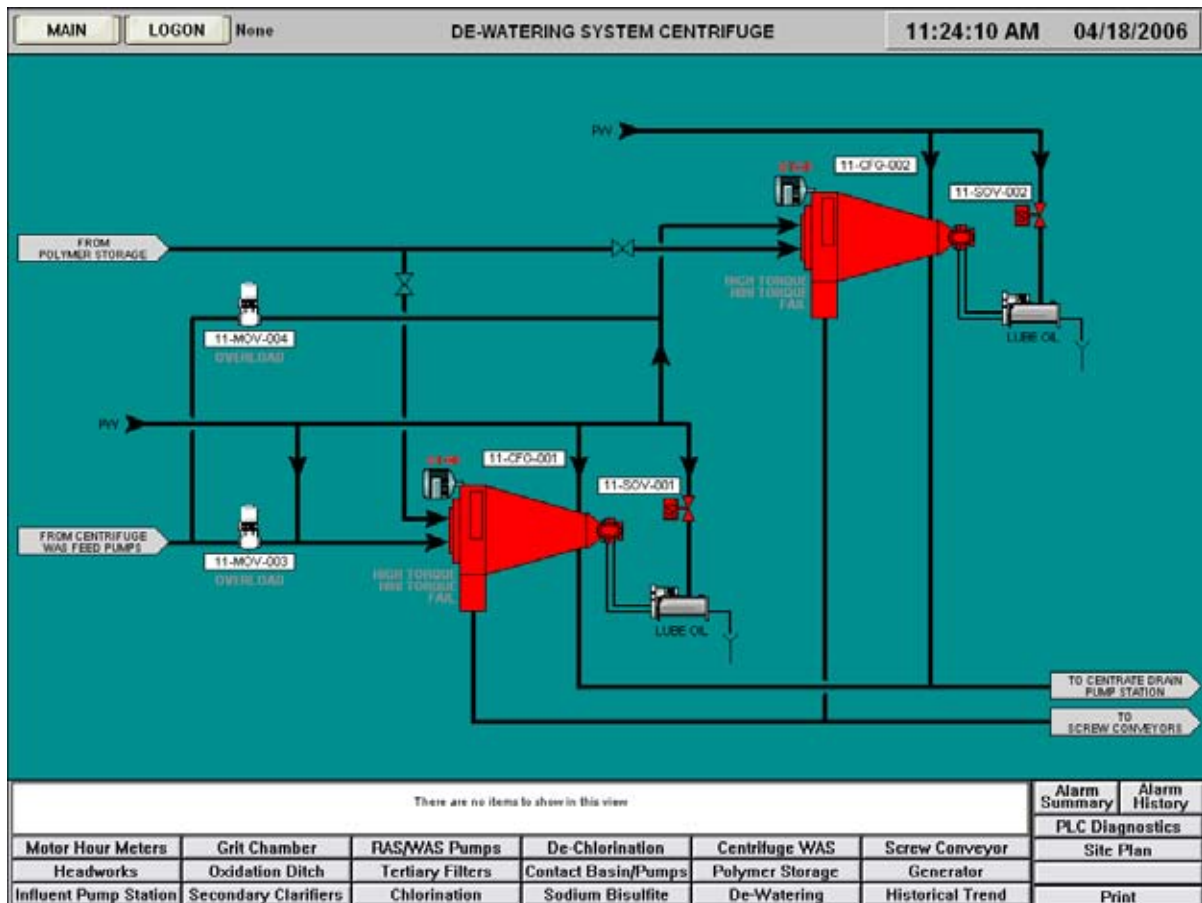 MAIN
LOGON
None
DE-WATERING SYSTEM CENTRIFUGE
11:24:10 AM
04/18/2006
PW
11-CFG-002
11-SOV-002
FROM
POLYMER STORAGE
HIGH TORQUE
HIHI TORQUE
FAIL
LUBE OIL
11-MOV-004
OVERLOAD
PW
11-CFG-001
11-SOV-001
FROM CENTRIFUGE
WAS FEED PUMPS
11-MOV-003
OVERLOAD
HIGH TORQUE
HIHI TORQUE
FAIL
LUBE OIL
TO CENTRATE DRAIN
PUMP STATION
TO
SCREW CONVEYORS
There are no items to show in this view
Alarm
Summary
Alarm
History
PLC Diagnostics
Motor Hour Meters
Grit Chamber
RAS/WAS Pumps
De-Chlorination
Centrifuge WAS
Screw Conveyor
Site Plan
Headworks
Oxidation Ditch
Tertiary Filters
Contact Basin/Pumps
Polymer Storage
Generator
Influent Pump Station
Secondary Clarifiers
Chlorination
Sodium Bisulfite
De-Watering
Historical Trend
Print